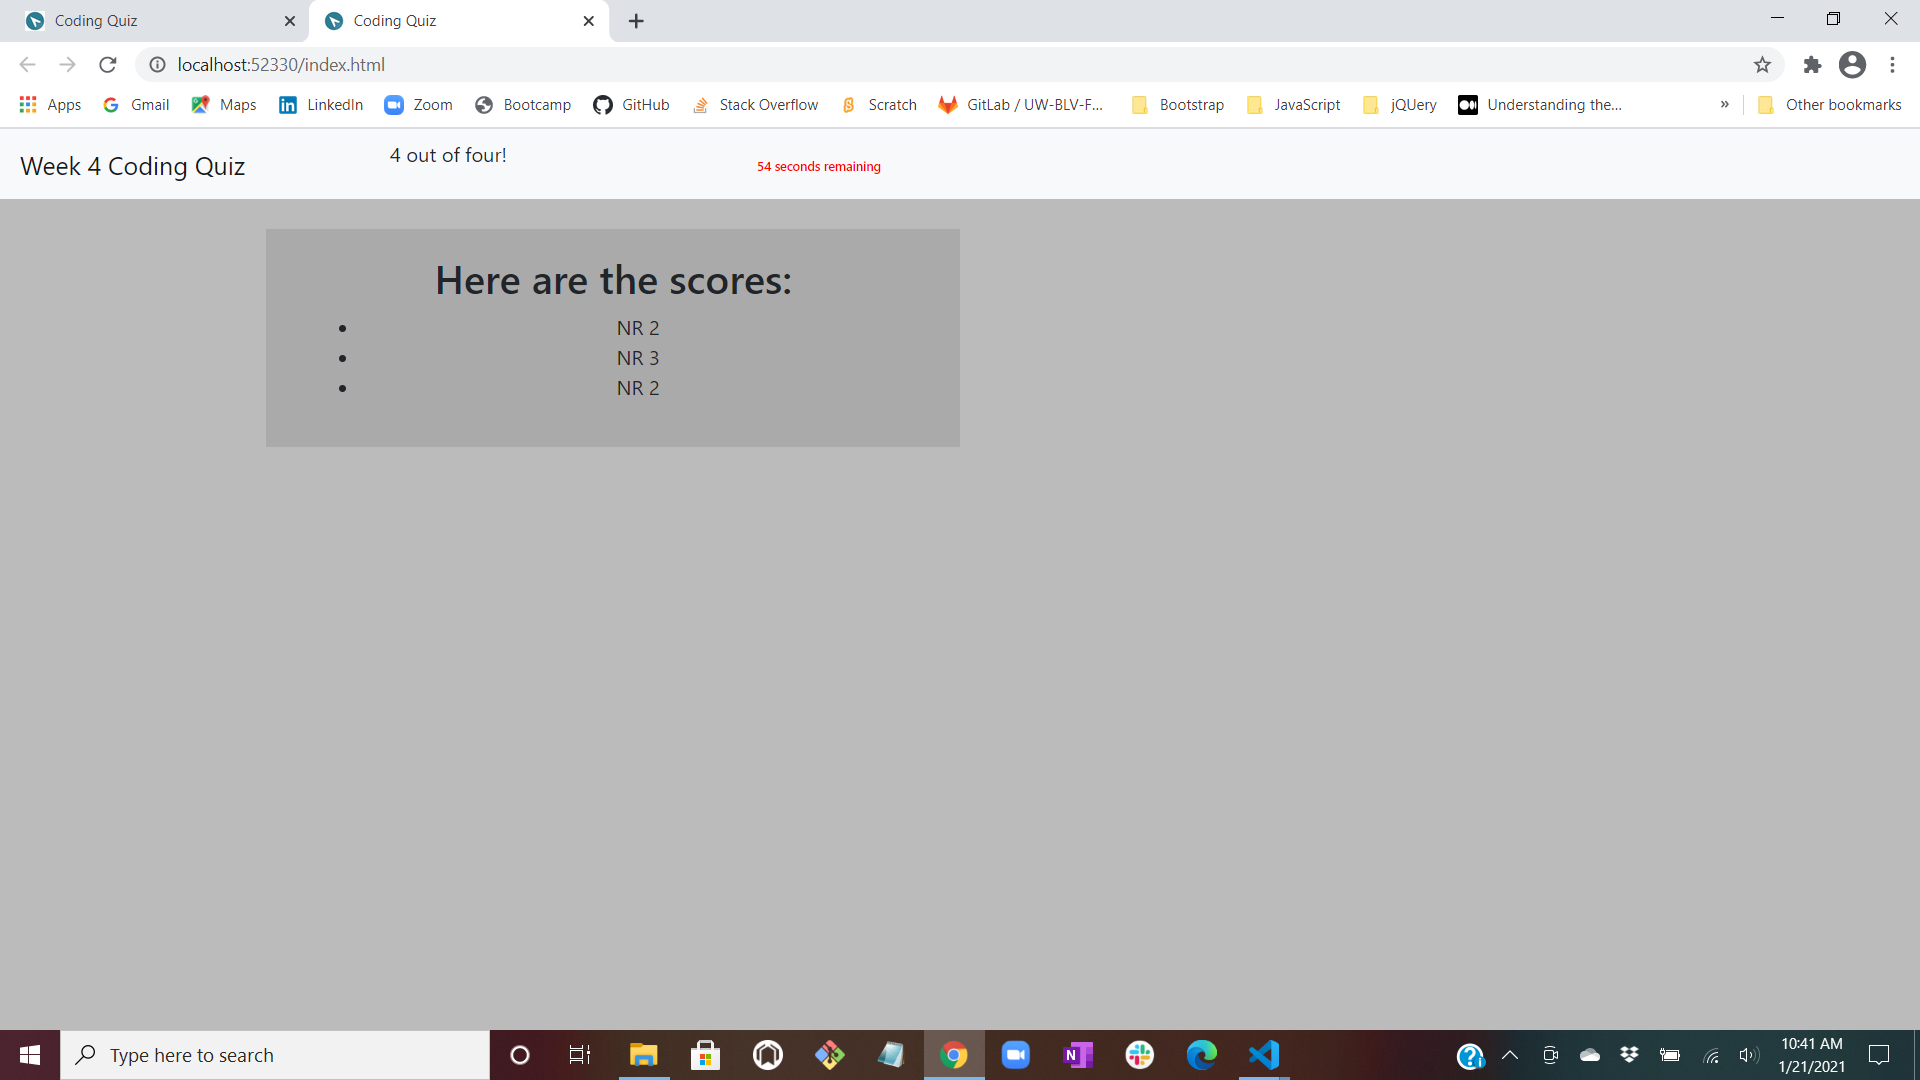 Coding Quiz
Coding Quiz
localhost:52330/index.html
Apps Gmail Maps LinkedIn Zoom Bootcamp GitHub Stack Overflow Scratch GitLab / UW-BLV-F... Bootstrap JavaScript jQUery Understanding the... » Other bookmarks
Week 4 Coding Quiz
4 out of four!
54 seconds remaining
Here are the scores:
NR 2
NR 3
NR 2
Type here to search
10:41 AM
1/21/2021